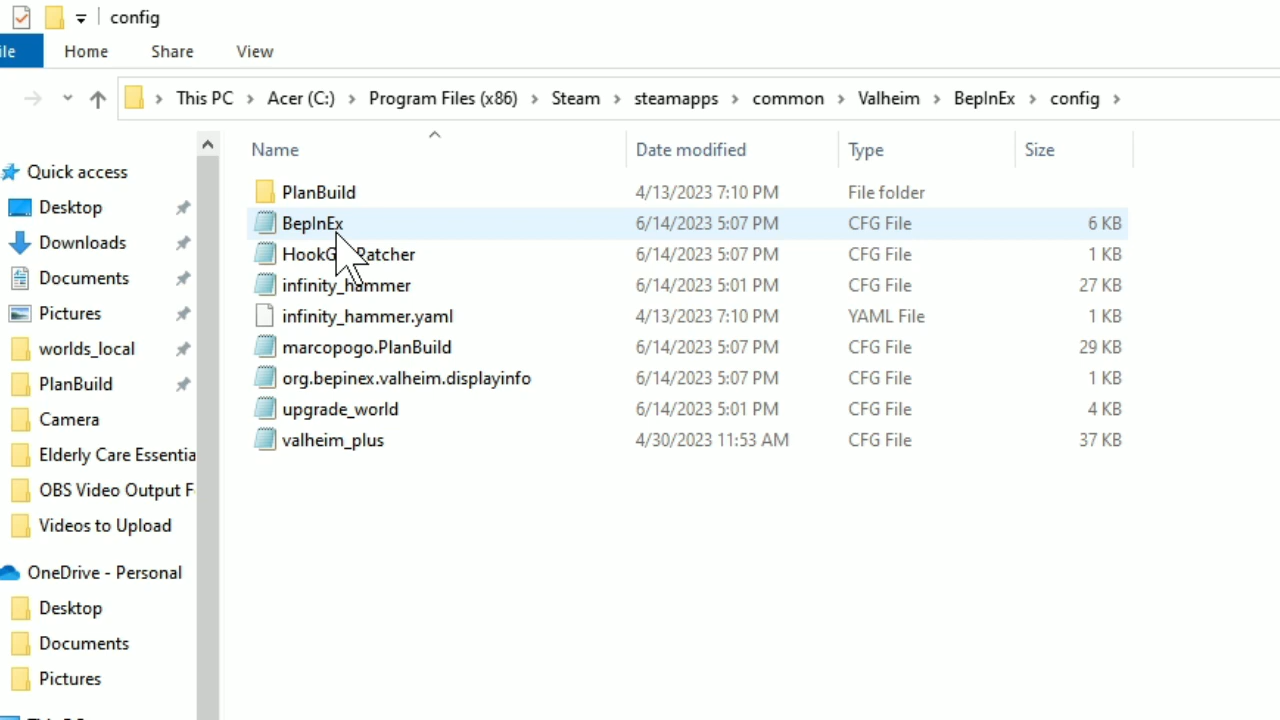 config
ile Home Share View
This PC > Acer (C:) > Program Files (x86) > Steam > steamapps > common > Valheim > BepInEx > config >
Name Date modified Type Size
Quick access
Desktop
Downloads
Documents
Pictures
worlds_local
PlanBuild
Camera
Elderly Care Essentia
OBS Video Output F
Videos to Upload
OneDrive - Personal
Desktop
Documents
Pictures
PlanBuild 4/13/2023 7:10 PM File folder
BepInEx 6/14/2023 5:07 PM CFG File 6 KB
6/14/2023 5:07 PM CFG File 1 KB
infinity_hammer 6/14/2023 5:01 PM CFG File 27 KB
infinity_hammer.yaml 4/13/2023 7:10 PM YAML File 1 KB
marcopogo.PlanBuild 6/14/2023 5:07 PM CFG File 29 KB
org.bepinex.valheim.displayinfo 6/14/2023 5:07 PM CFG File 1 KB
upgrade_world 6/14/2023 5:01 PM CFG File 4 KB
valheim_plus 4/30/2023 11:53 AM CFG File 37 KB